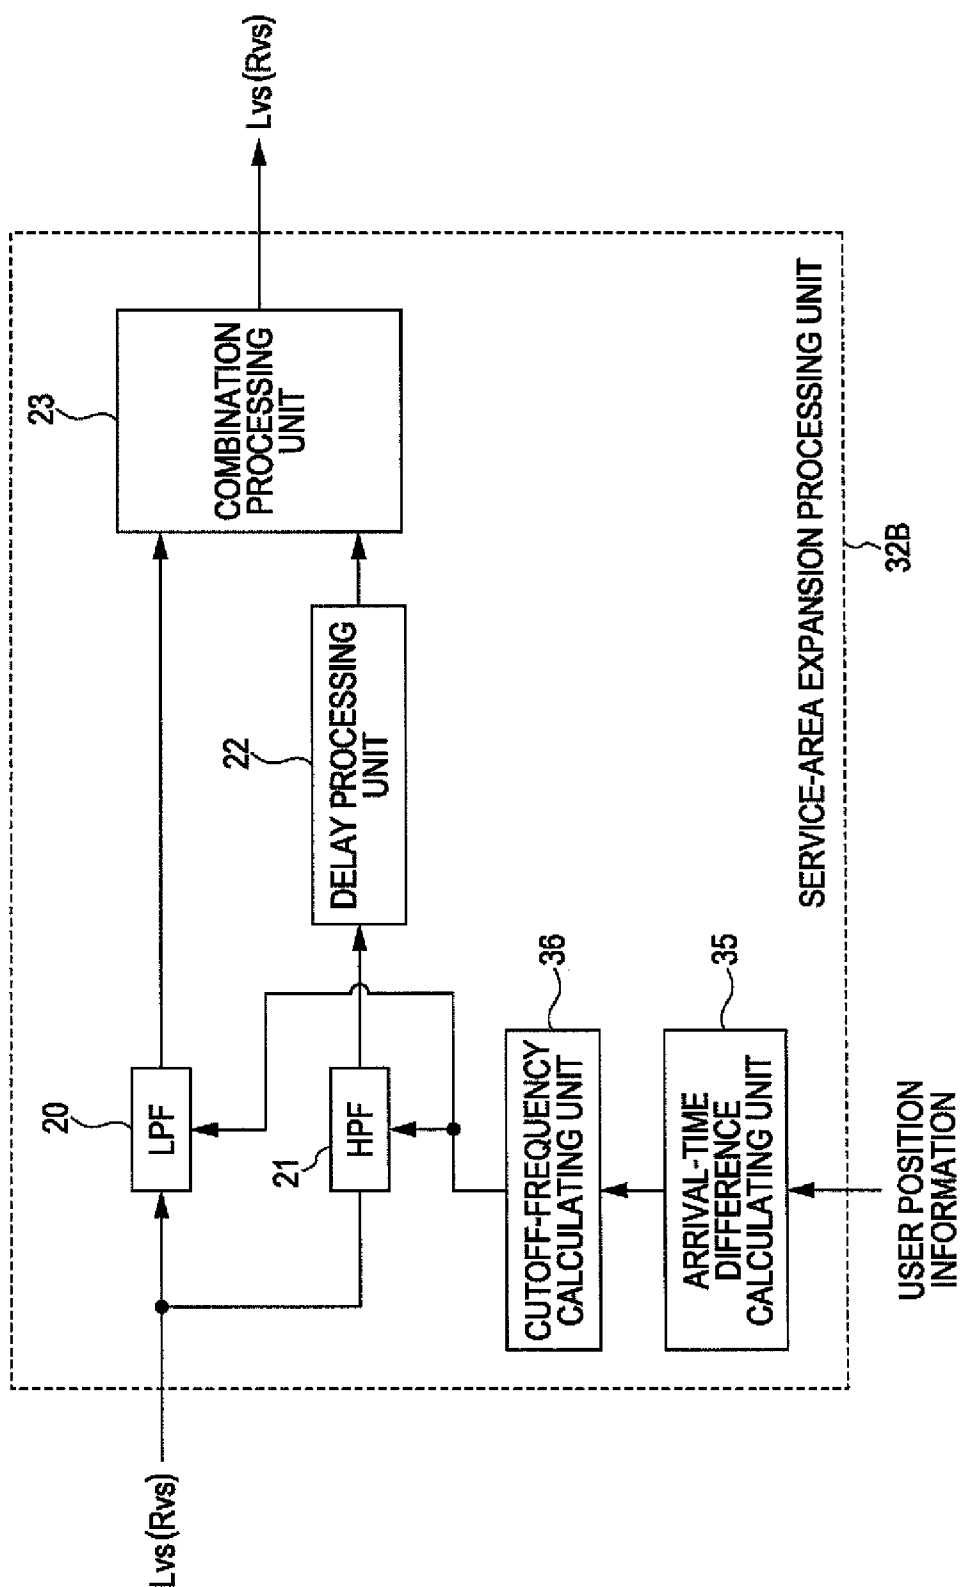 Lvs (Rvs)
20
LPF
21
HPF
22
DELAY PROCESSING
UNIT
23
COMBINATION
PROCESSING
UNIT
Lvs (Rvs)
36
CUTOFF-FREQUENCY
CALCULATING UNIT
35
ARRIVAL-TIME
DIFFERENCE
CALCULATING UNIT
USER POSITION
INFORMATION
SERVICE-AREA EXPANSION PROCESSING UNIT
32B